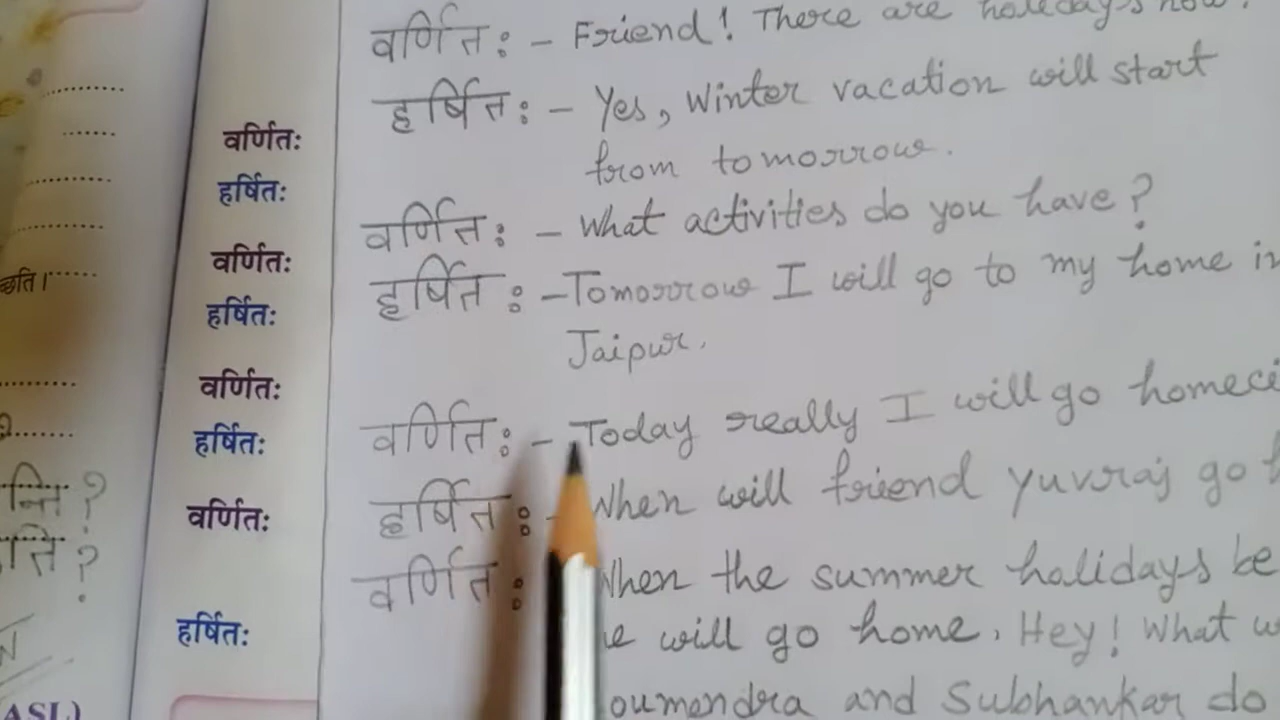 वर्णितः - Friend! There are holidays now.
हर्षितः - Yes, Winter vacation will start
from tomorrow.
वर्णितः - What activities do you have?
हर्षितः - Tomorrow I will go to my home in
Jaipur.
वर्णितः - Today really I will go
हर्षितः - When will friend yuvraj go
वर्णितः When the summer halidays be
will go home. Hey! What
and Subhankar do
वर्णितः
हर्षितः
वर्णितः
हर्षितः
वर्णितः
हर्षितः
वर्णितः
हर्षितः
ASL)